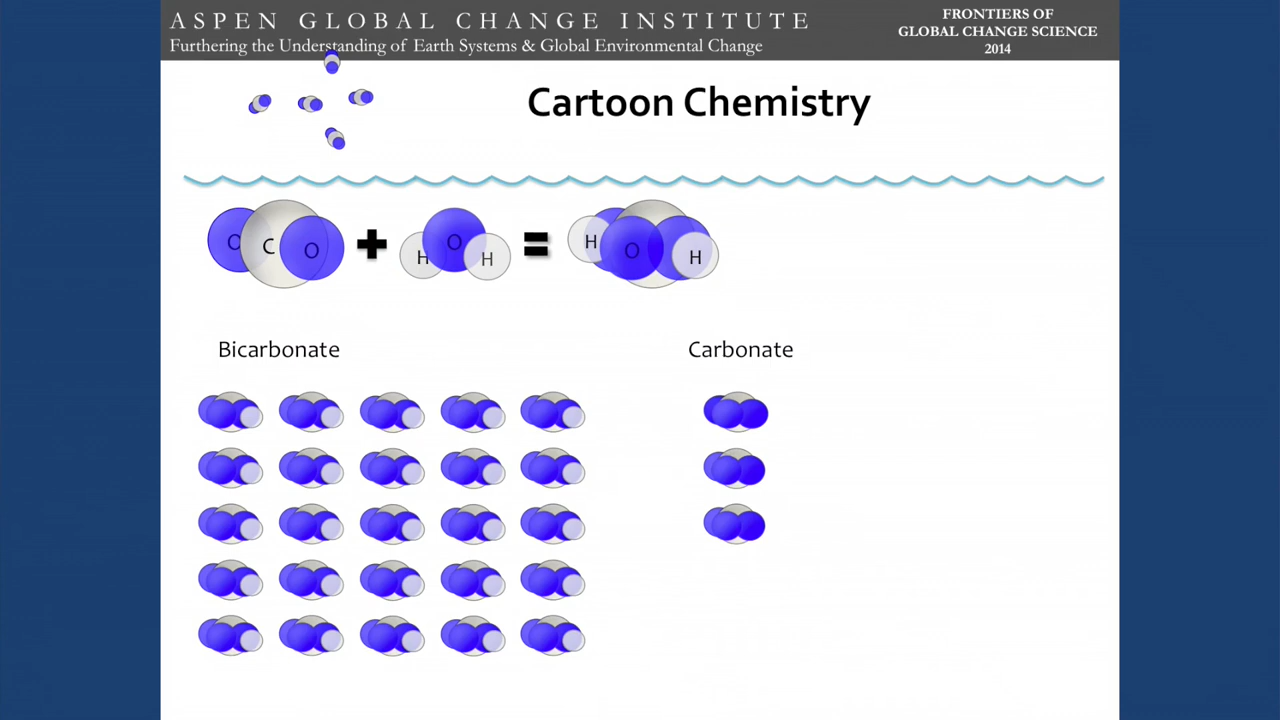 ASPEN GLOBAL CHANGE INSTITUTE
Furthering the Understanding of Earth Systems & Global Environmental Change
FRONTIERS OF
GLOBAL CHANGE SCIENCE
2014
Cartoon Chemistry
O C O + H O H = H O H
Bicarbonate
Carbonate